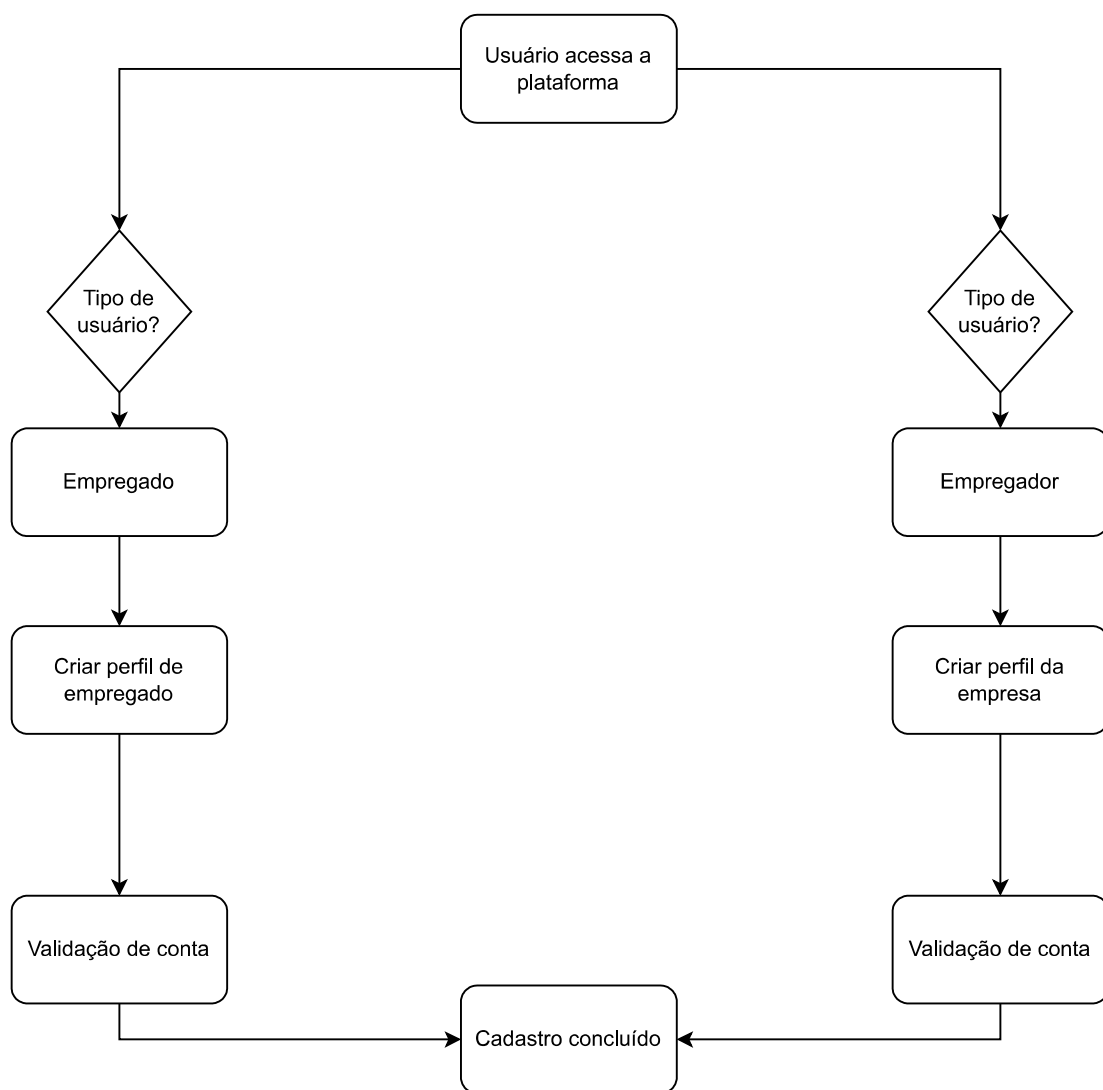 Usuário acessa a
plataforma
Tipo de
usuário?
Tipo de
usuário?
Empregado
Empregador
Criar perfil de
empregado
Criar perfil da
empresa
Validação de conta
Validação de conta
Cadastro concluído